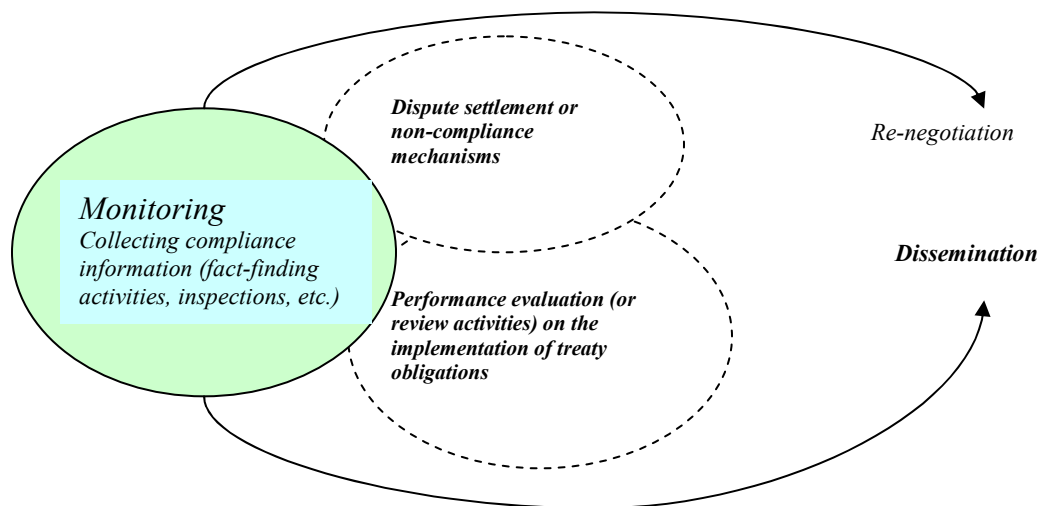 Dispute settlement or
non-compliance
mechanisms
Re-negotiation
Monitoring
Collecting compliance
information (fact-finding
activities, inspections, etc.)
Dissemination
Performance evaluation (or
review activities) on the
implementation of treaty
obligations